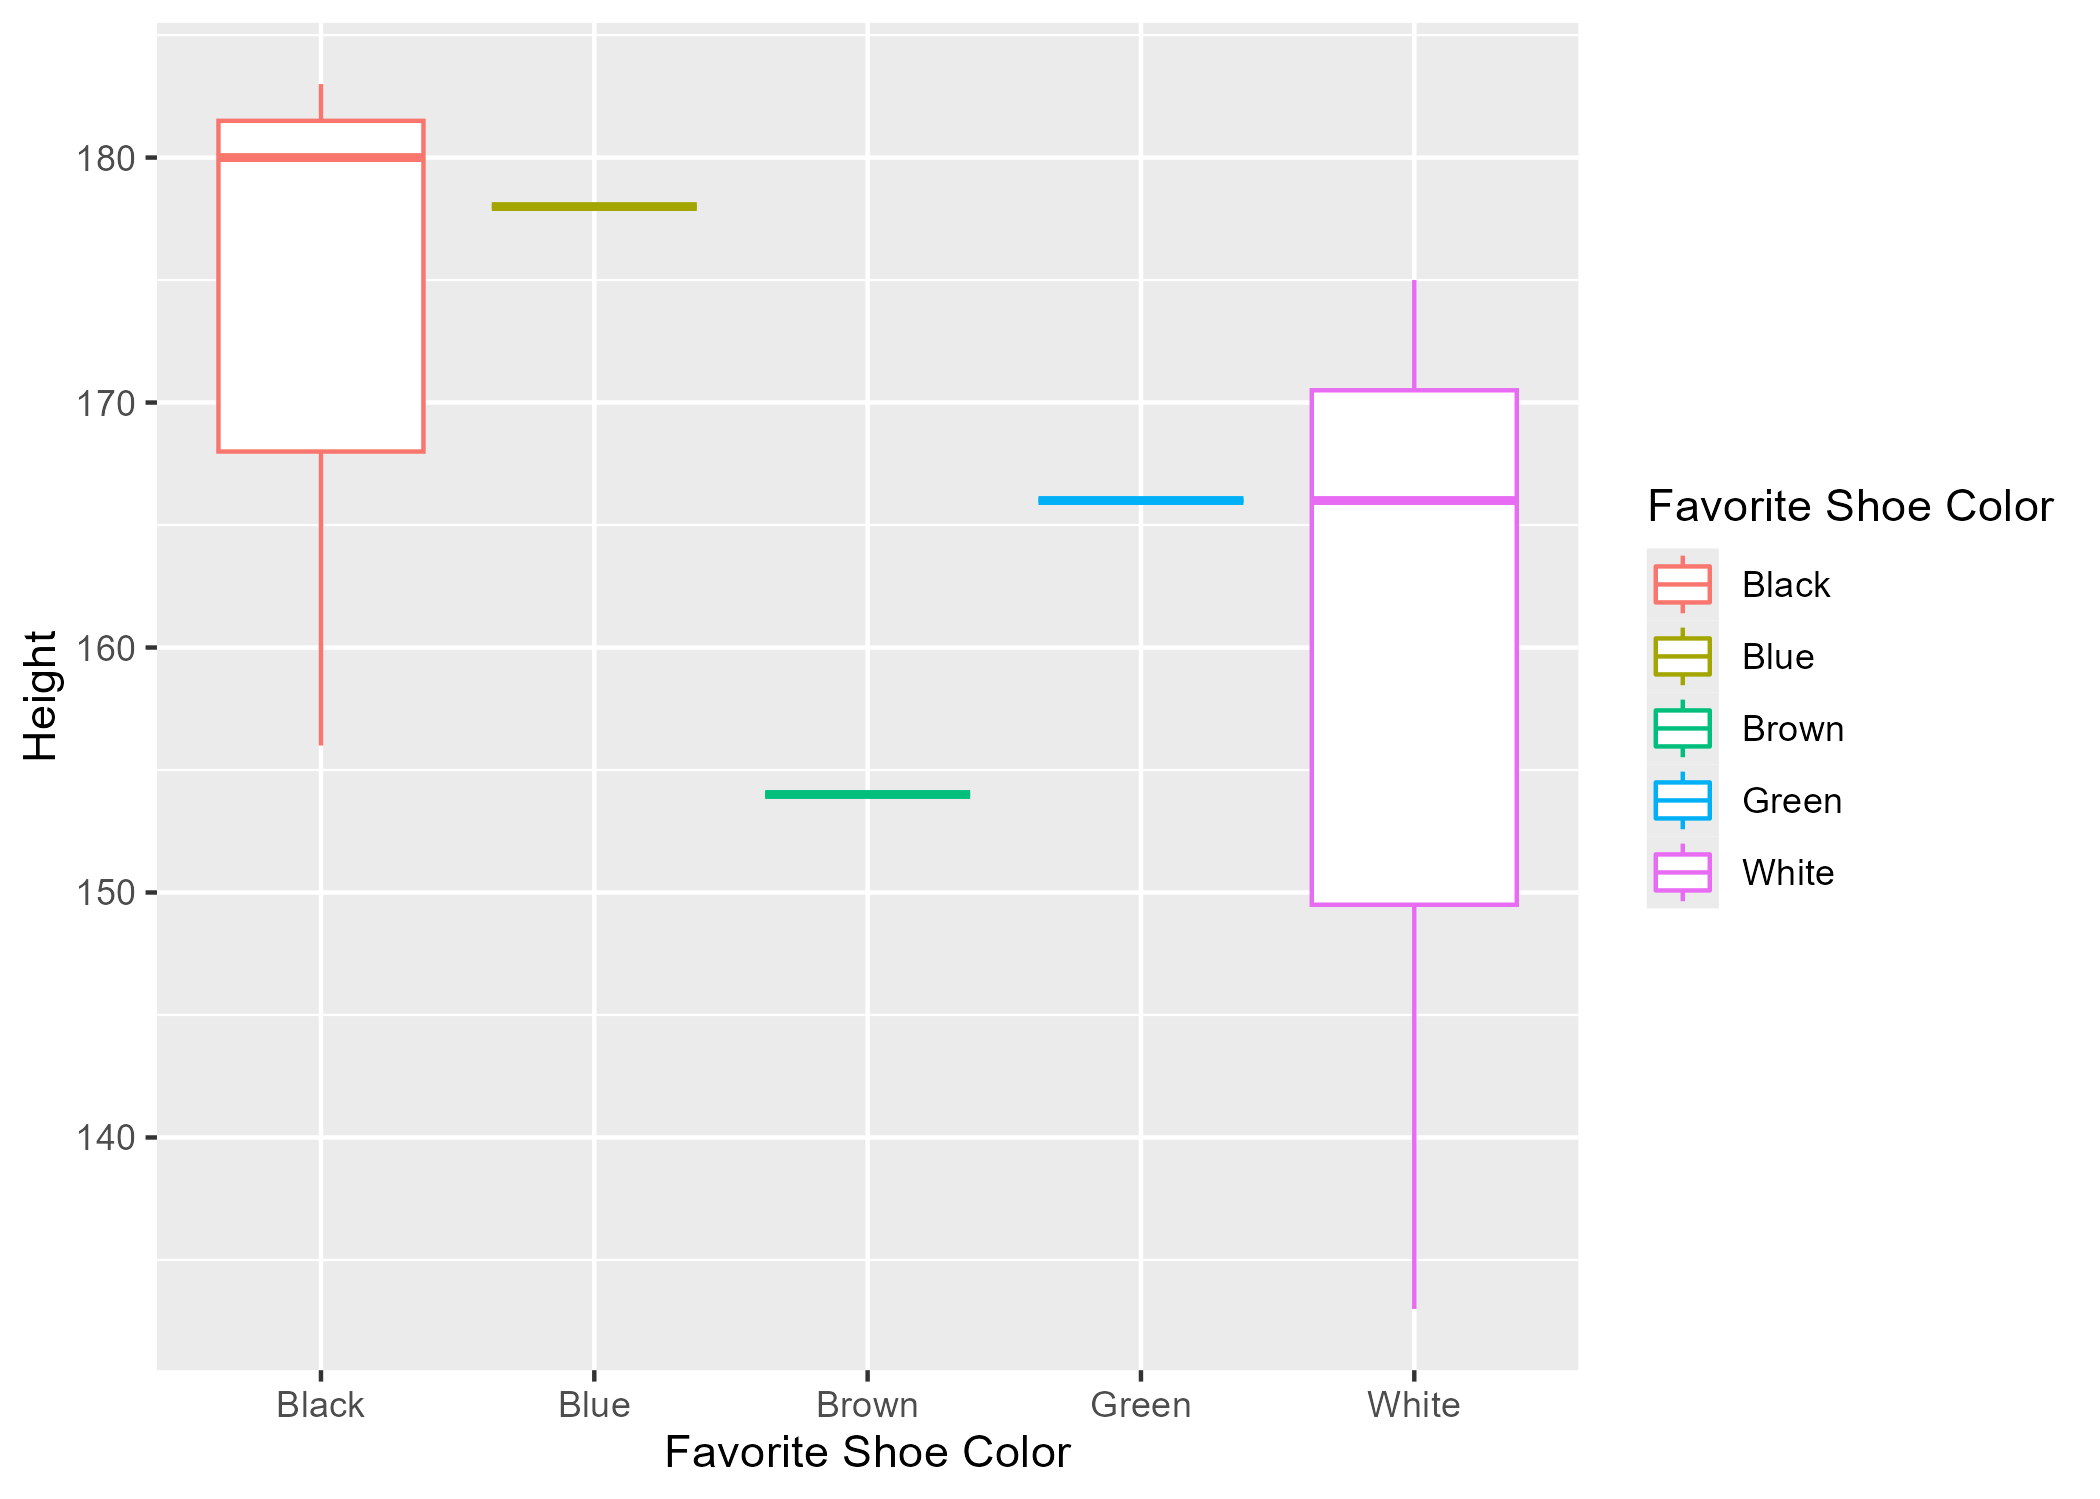 180
170
160
150
140
Height
Black
Blue
Brown
Green
White
Favorite Shoe Color
Favorite Shoe Color
Black
Blue
Brown
Green
White